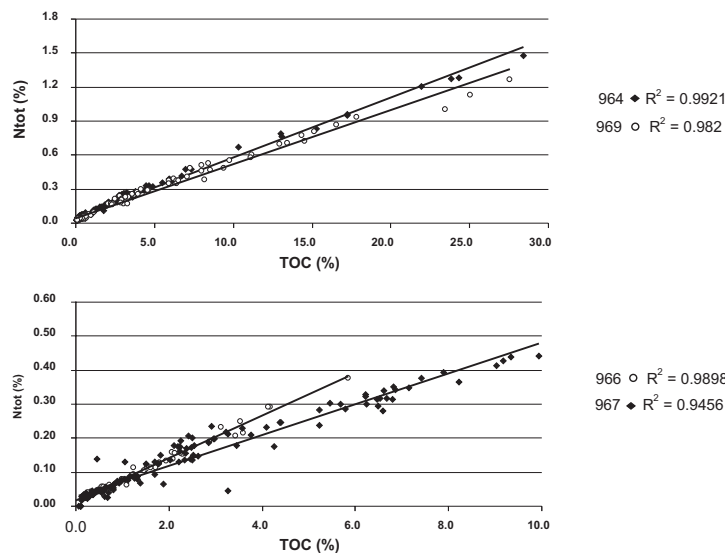 1.8
1.5
1.2
0.9
0.6
0.3
0.0
Ntot (%)
0.0 5.0 10.0 15.0 20.0 25.0 30.0
TOC (%)
964 ◆ R² = 0.9921
969 ○ R² = 0.982
0.60
0.50
0.40
0.30
0.20
0.10
0.00
Ntot (%)
0.0 2.0 4.0 6.0 8.0 10.0
TOC (%)
966 ○ R² = 0.9898
967 ◆ R² = 0.9456